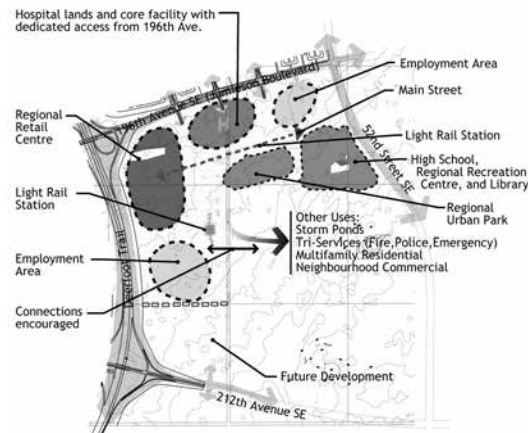 Hospital lands and core facility with
dedicated access from 196th Ave.
196th Avenue SE (Jamieson Boulevard)
Employment Area
Main Street
Regional
Retail
Centre
Light Rail Station
52nd Street SE
High School,
Regional Recreation
Centre, and Library
Light Rail
Station
Regional
Urban Park
Other Uses:
Storm Ponds
Tri-Services (Fire,Police,Emergency)
Multifamily Residential
Neighbourhood Commercial
Employment
Area
Deerfoot Trail
Connections
encouraged
Future Development
212th Avenue SE